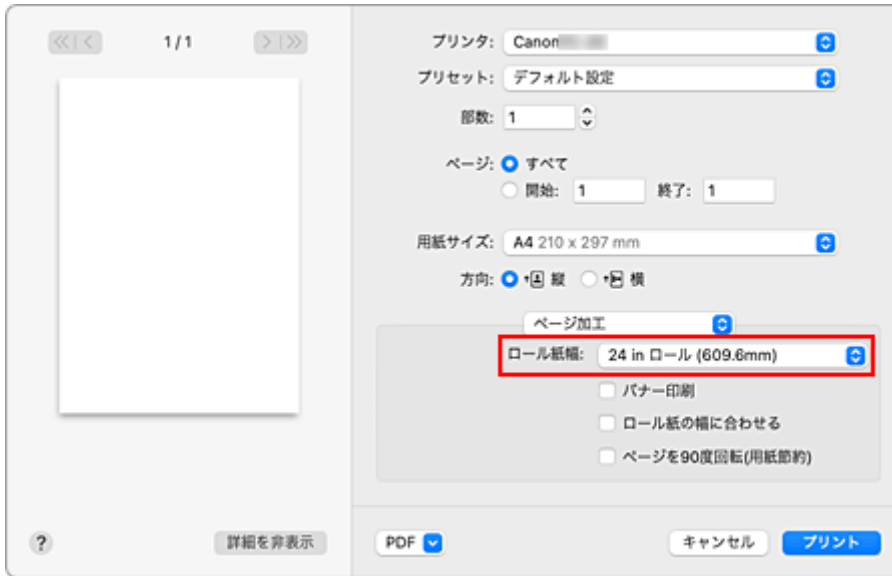 1 / 1
プリンタ: Canon
プリセット: デフォルト設定
部数: 1
ページ: すべて
開始: 1 終了: 1
用紙サイズ: A4 210 x 297 mm
方向: 縦 横
ページ加工
ロール紙幅: 24 in ロール (609.6mm)
バナー印刷
ロール紙の幅に合わせる
ページを90度回転(用紙節約)
? 詳細を非表示 PDF キャンセル プリント